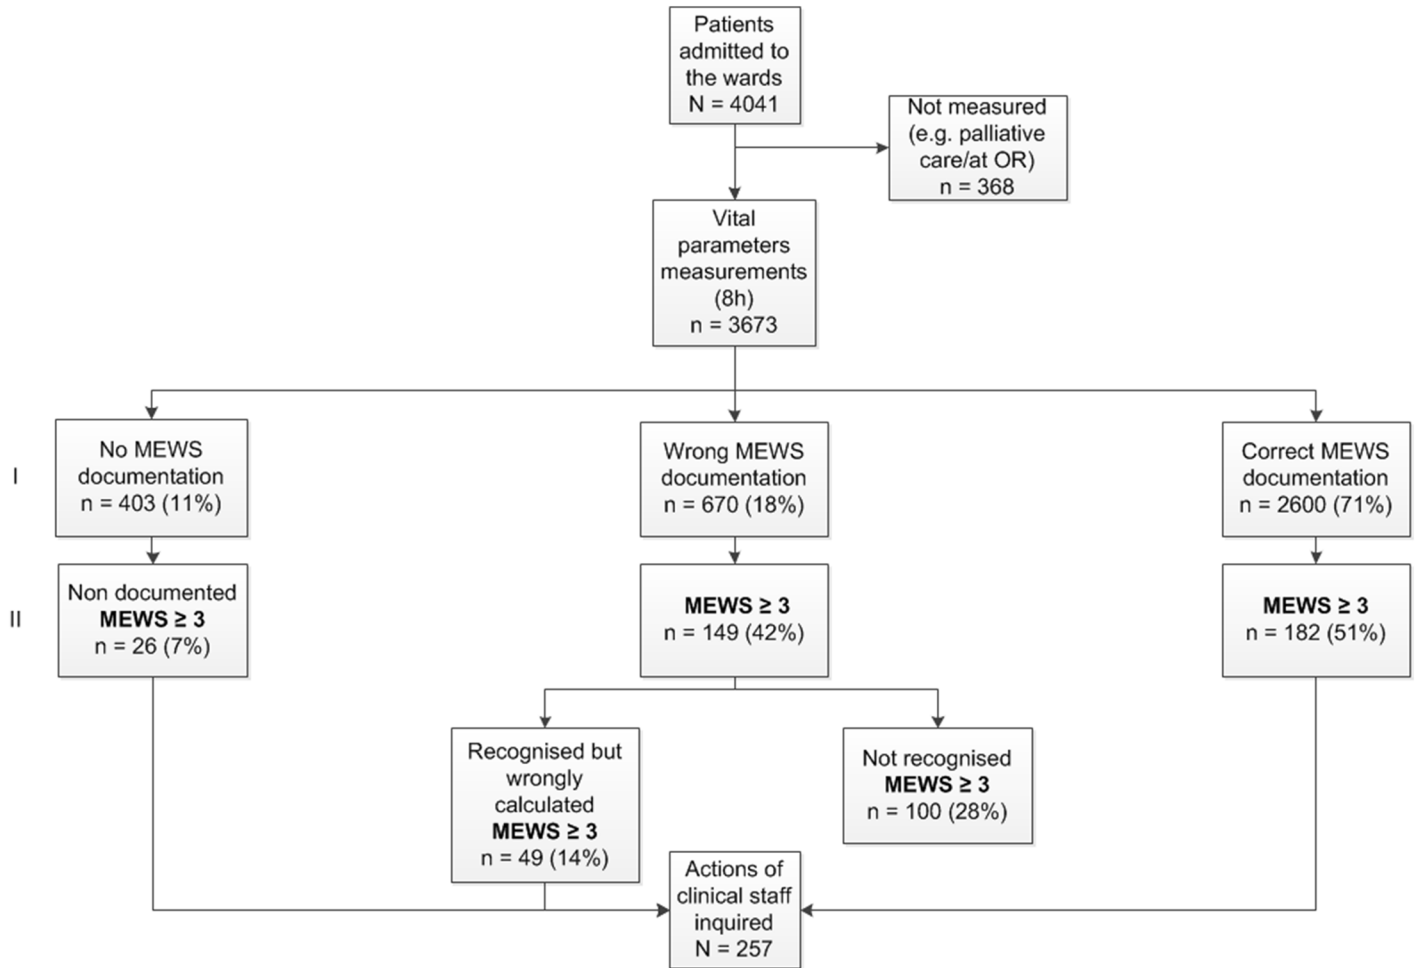 Patients
admitted to
the wards
N = 4041
Not measured
(e.g. palliative
care/at OR)
n = 368
Vital
parameters
measurements
(8h)
n = 3673
I
No MEWS
documentation
n = 403 (11%)
Wrong MEWS
documentation
n = 670 (18%)
Correct MEWS
documentation
n = 2600 (71%)
II
Non documented
MEWS ≥ 3
n = 26 (7%)
MEWS ≥ 3
n = 149 (42%)
MEWS ≥ 3
n = 182 (51%)
Recognised but
wrongly
calculated
MEWS ≥ 3
n = 49 (14%)
Not recognised
MEWS ≥ 3
n = 100 (28%)
Actions of
clinical staff
inquired
N = 257